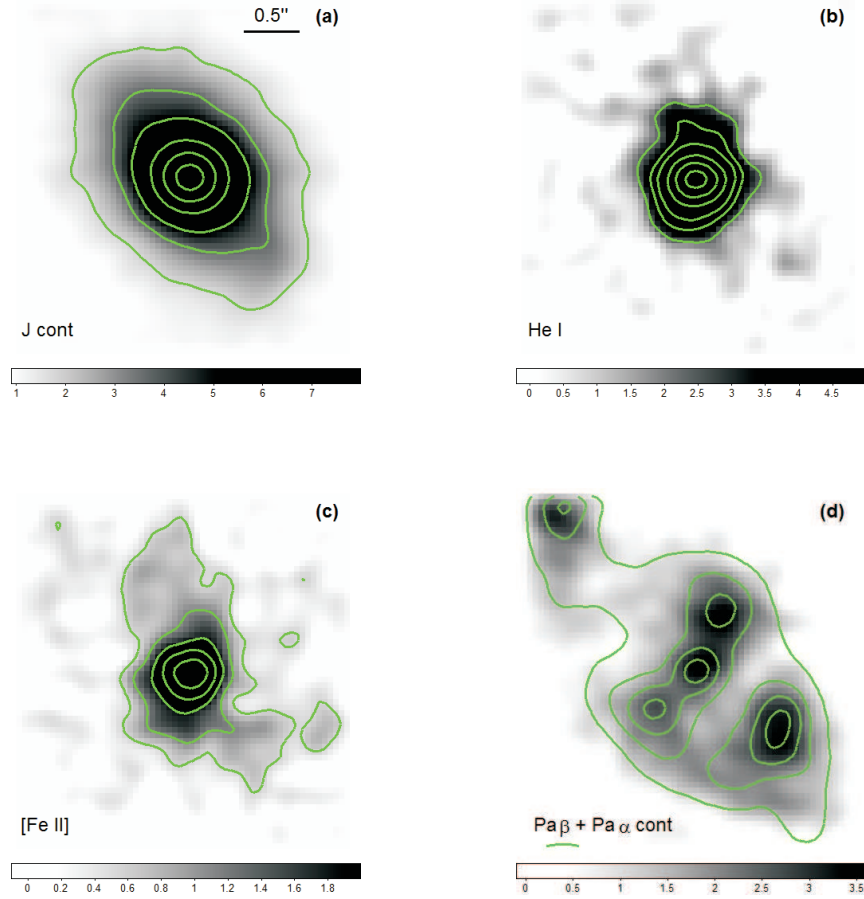 0.5"
(a)
J cont
1 2 3 4 5 6 7
(b)
He I
0 0.5 1 1.5 2 2.5 3 3.5 4 4.5
(c)
[Fe II]
0 0.2 0.4 0.6 0.8 1 1.2 1.4 1.6 1.8
(d)
Paβ + Paα cont
0 0.5 1 1.5 2 2.5 3 3.5